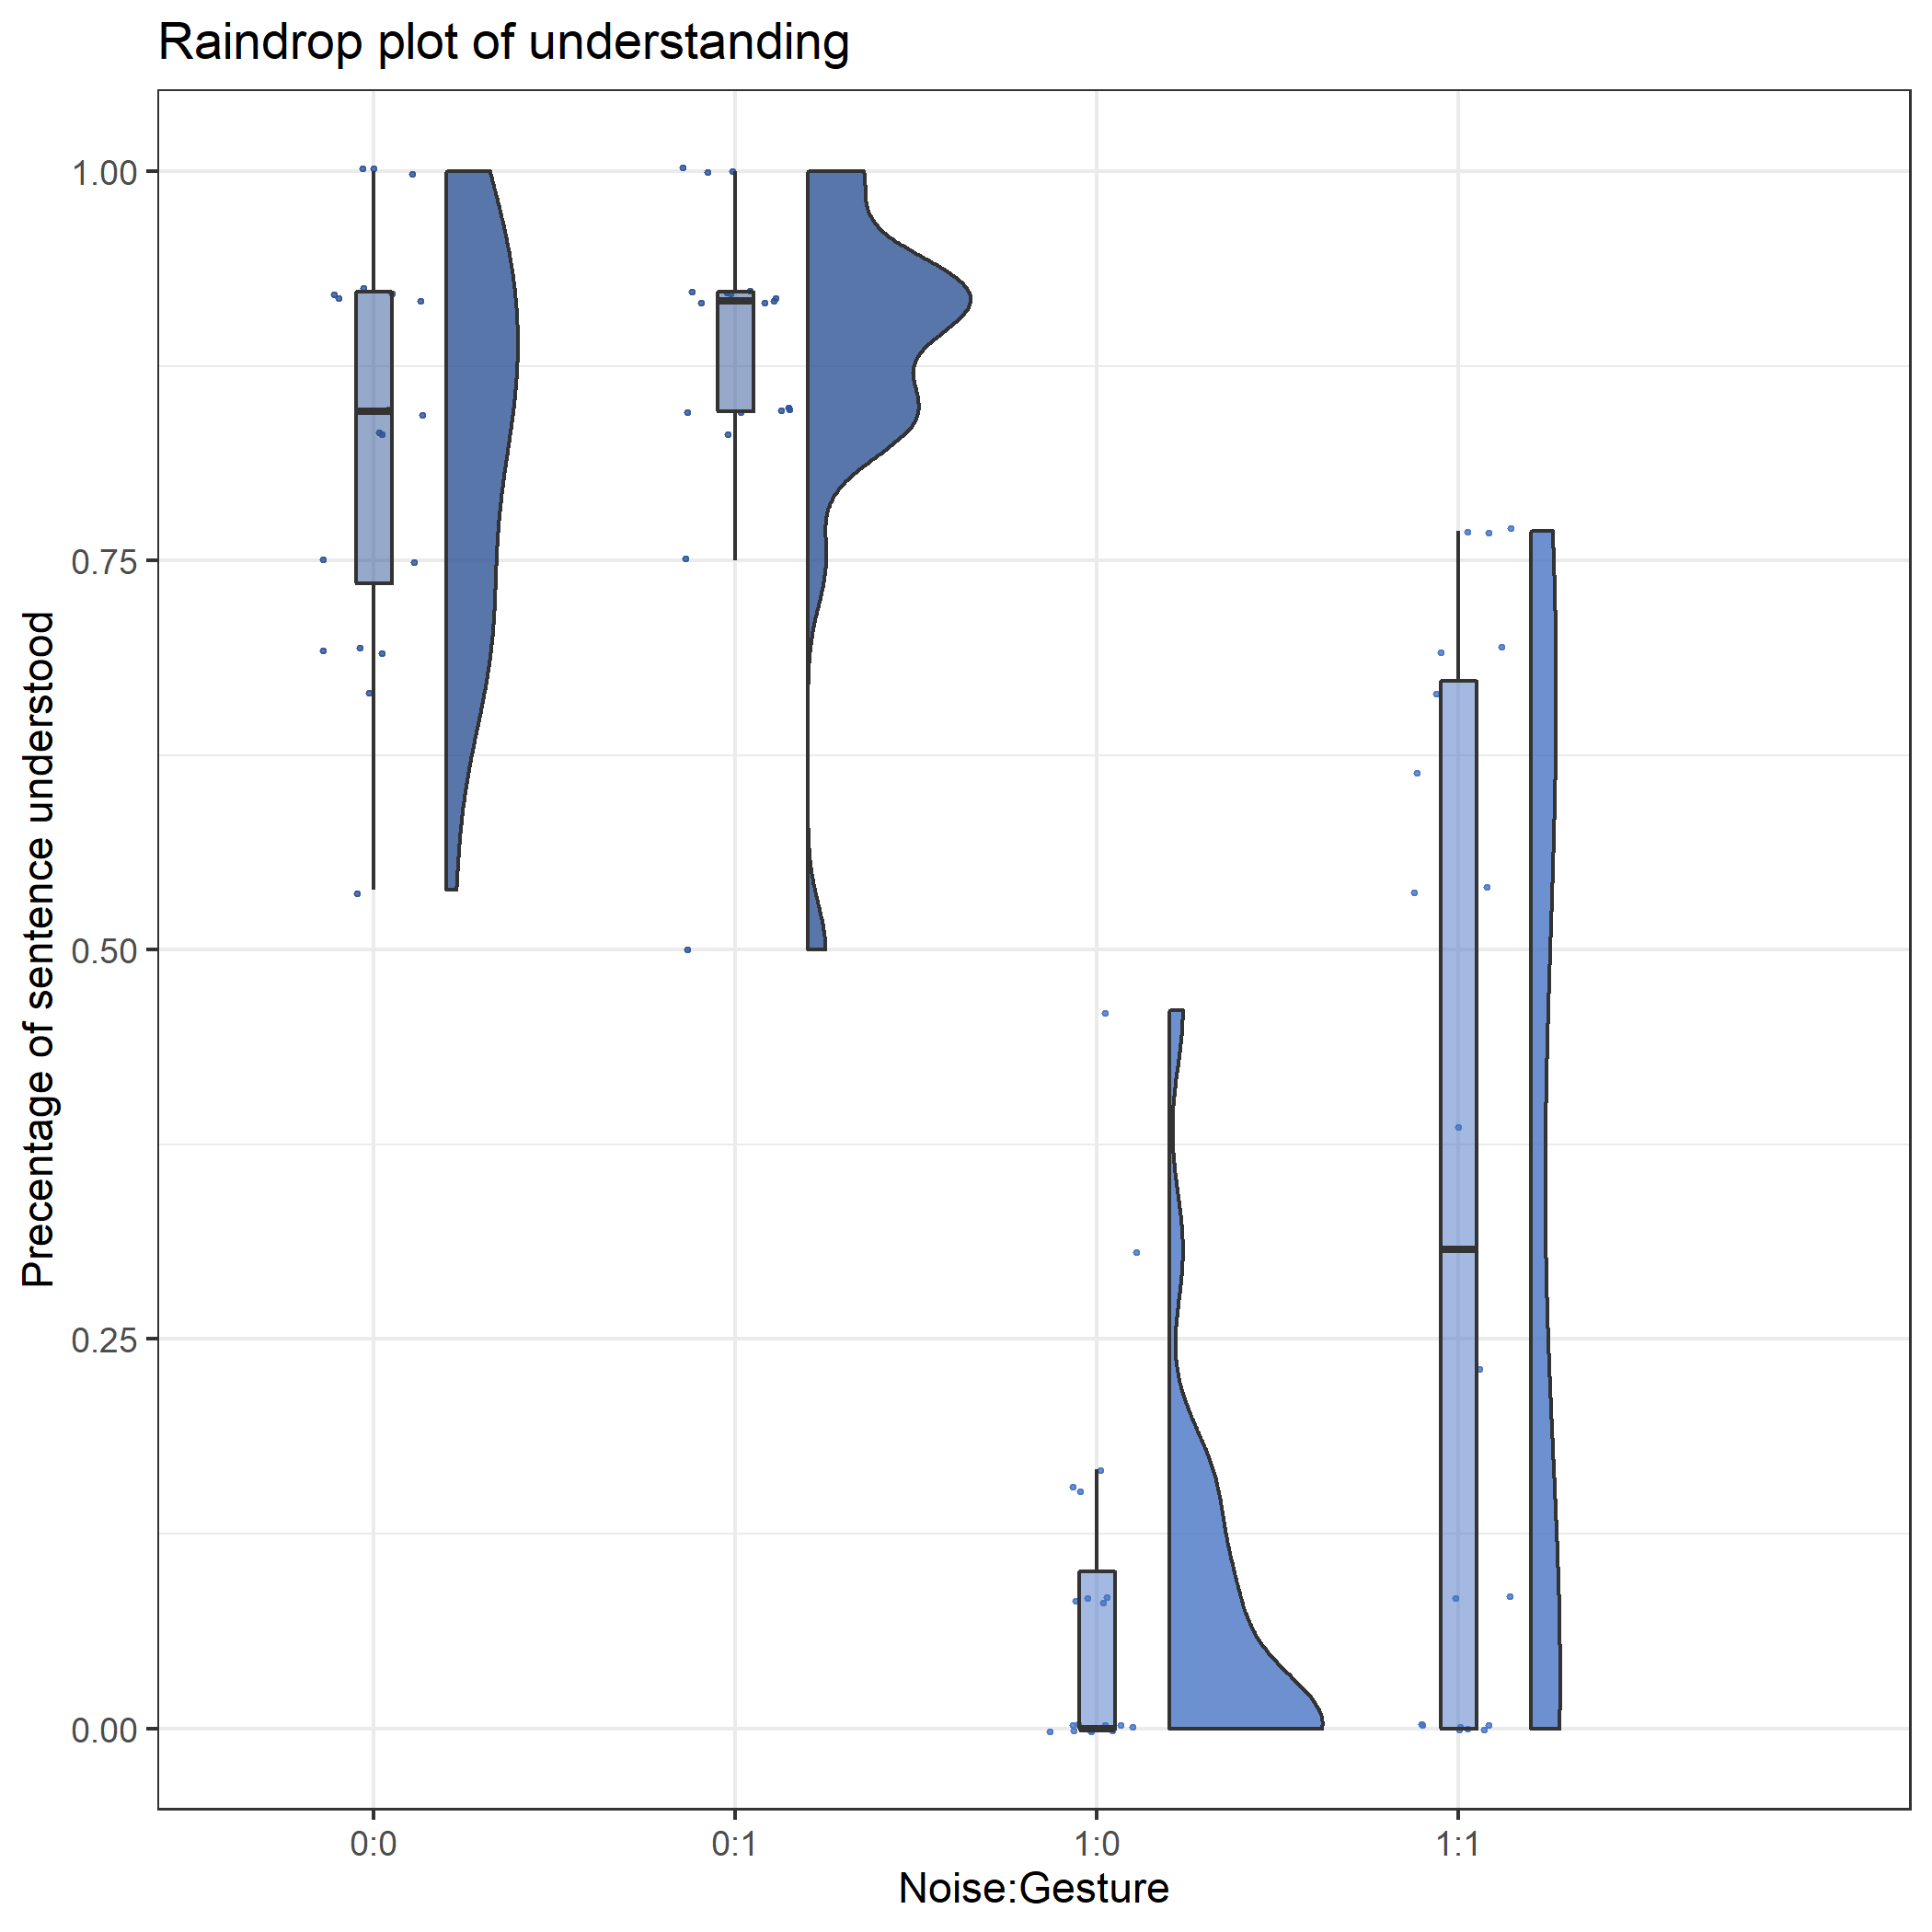 Raindrop plot of understanding
Precentage of sentence understood
1.00
0.75
0.50
0.25
0.00
0:0 0:1 1:0 1:1
Noise:Gesture